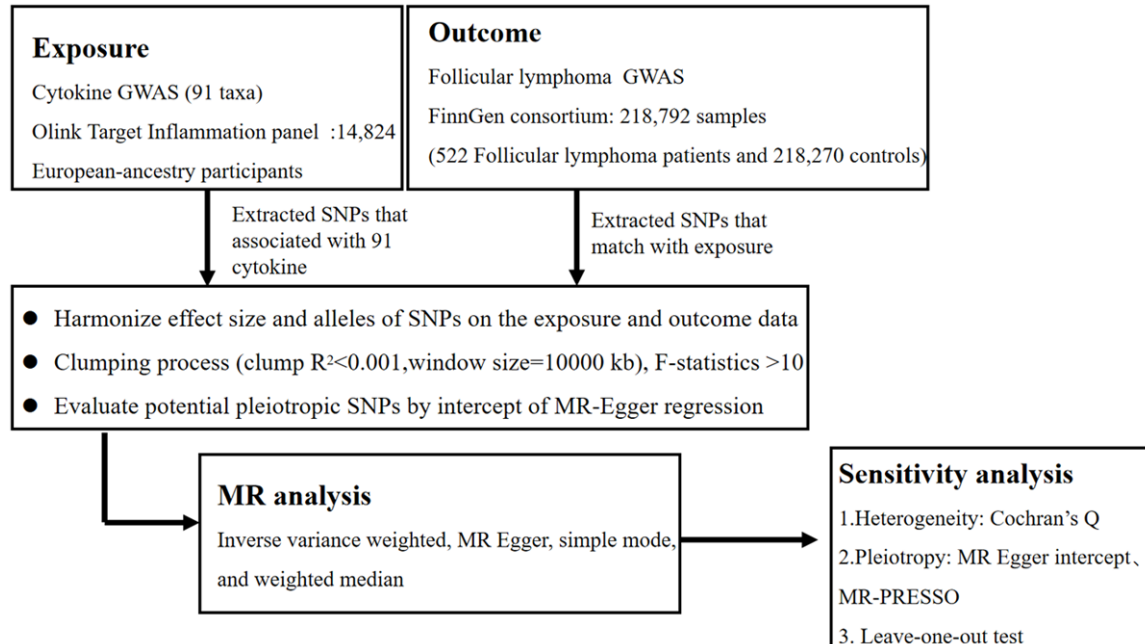 Exposure
Cytokine GWAS (91 taxa)
Olink Target Inflammation panel :14,824
European-ancestry participants
Outcome
Follicular lymphoma GWAS
FinnGen consortium: 218,792 samples
(522 Follicular lymphoma patients and 218,270 controls)
Extracted SNPs that
associated with 91
cytokine
Extracted SNPs that
match with exposure
● Harmonize effect size and alleles of SNPs on the exposure and outcome data
● Clumping process (clump R²<0.001,window size=10000 kb), F-statistics >10
● Evaluate potential pleiotropic SNPs by intercept of MR-Egger regression
MR analysis
Inverse variance weighted, MR Egger, simple mode,
and weighted median
Sensitivity analysis
1.Heterogeneity: Cochran’s Q
2.Pleiotropy: MR Egger intercept、
MR-PRESSO
3. Leave-one-out test